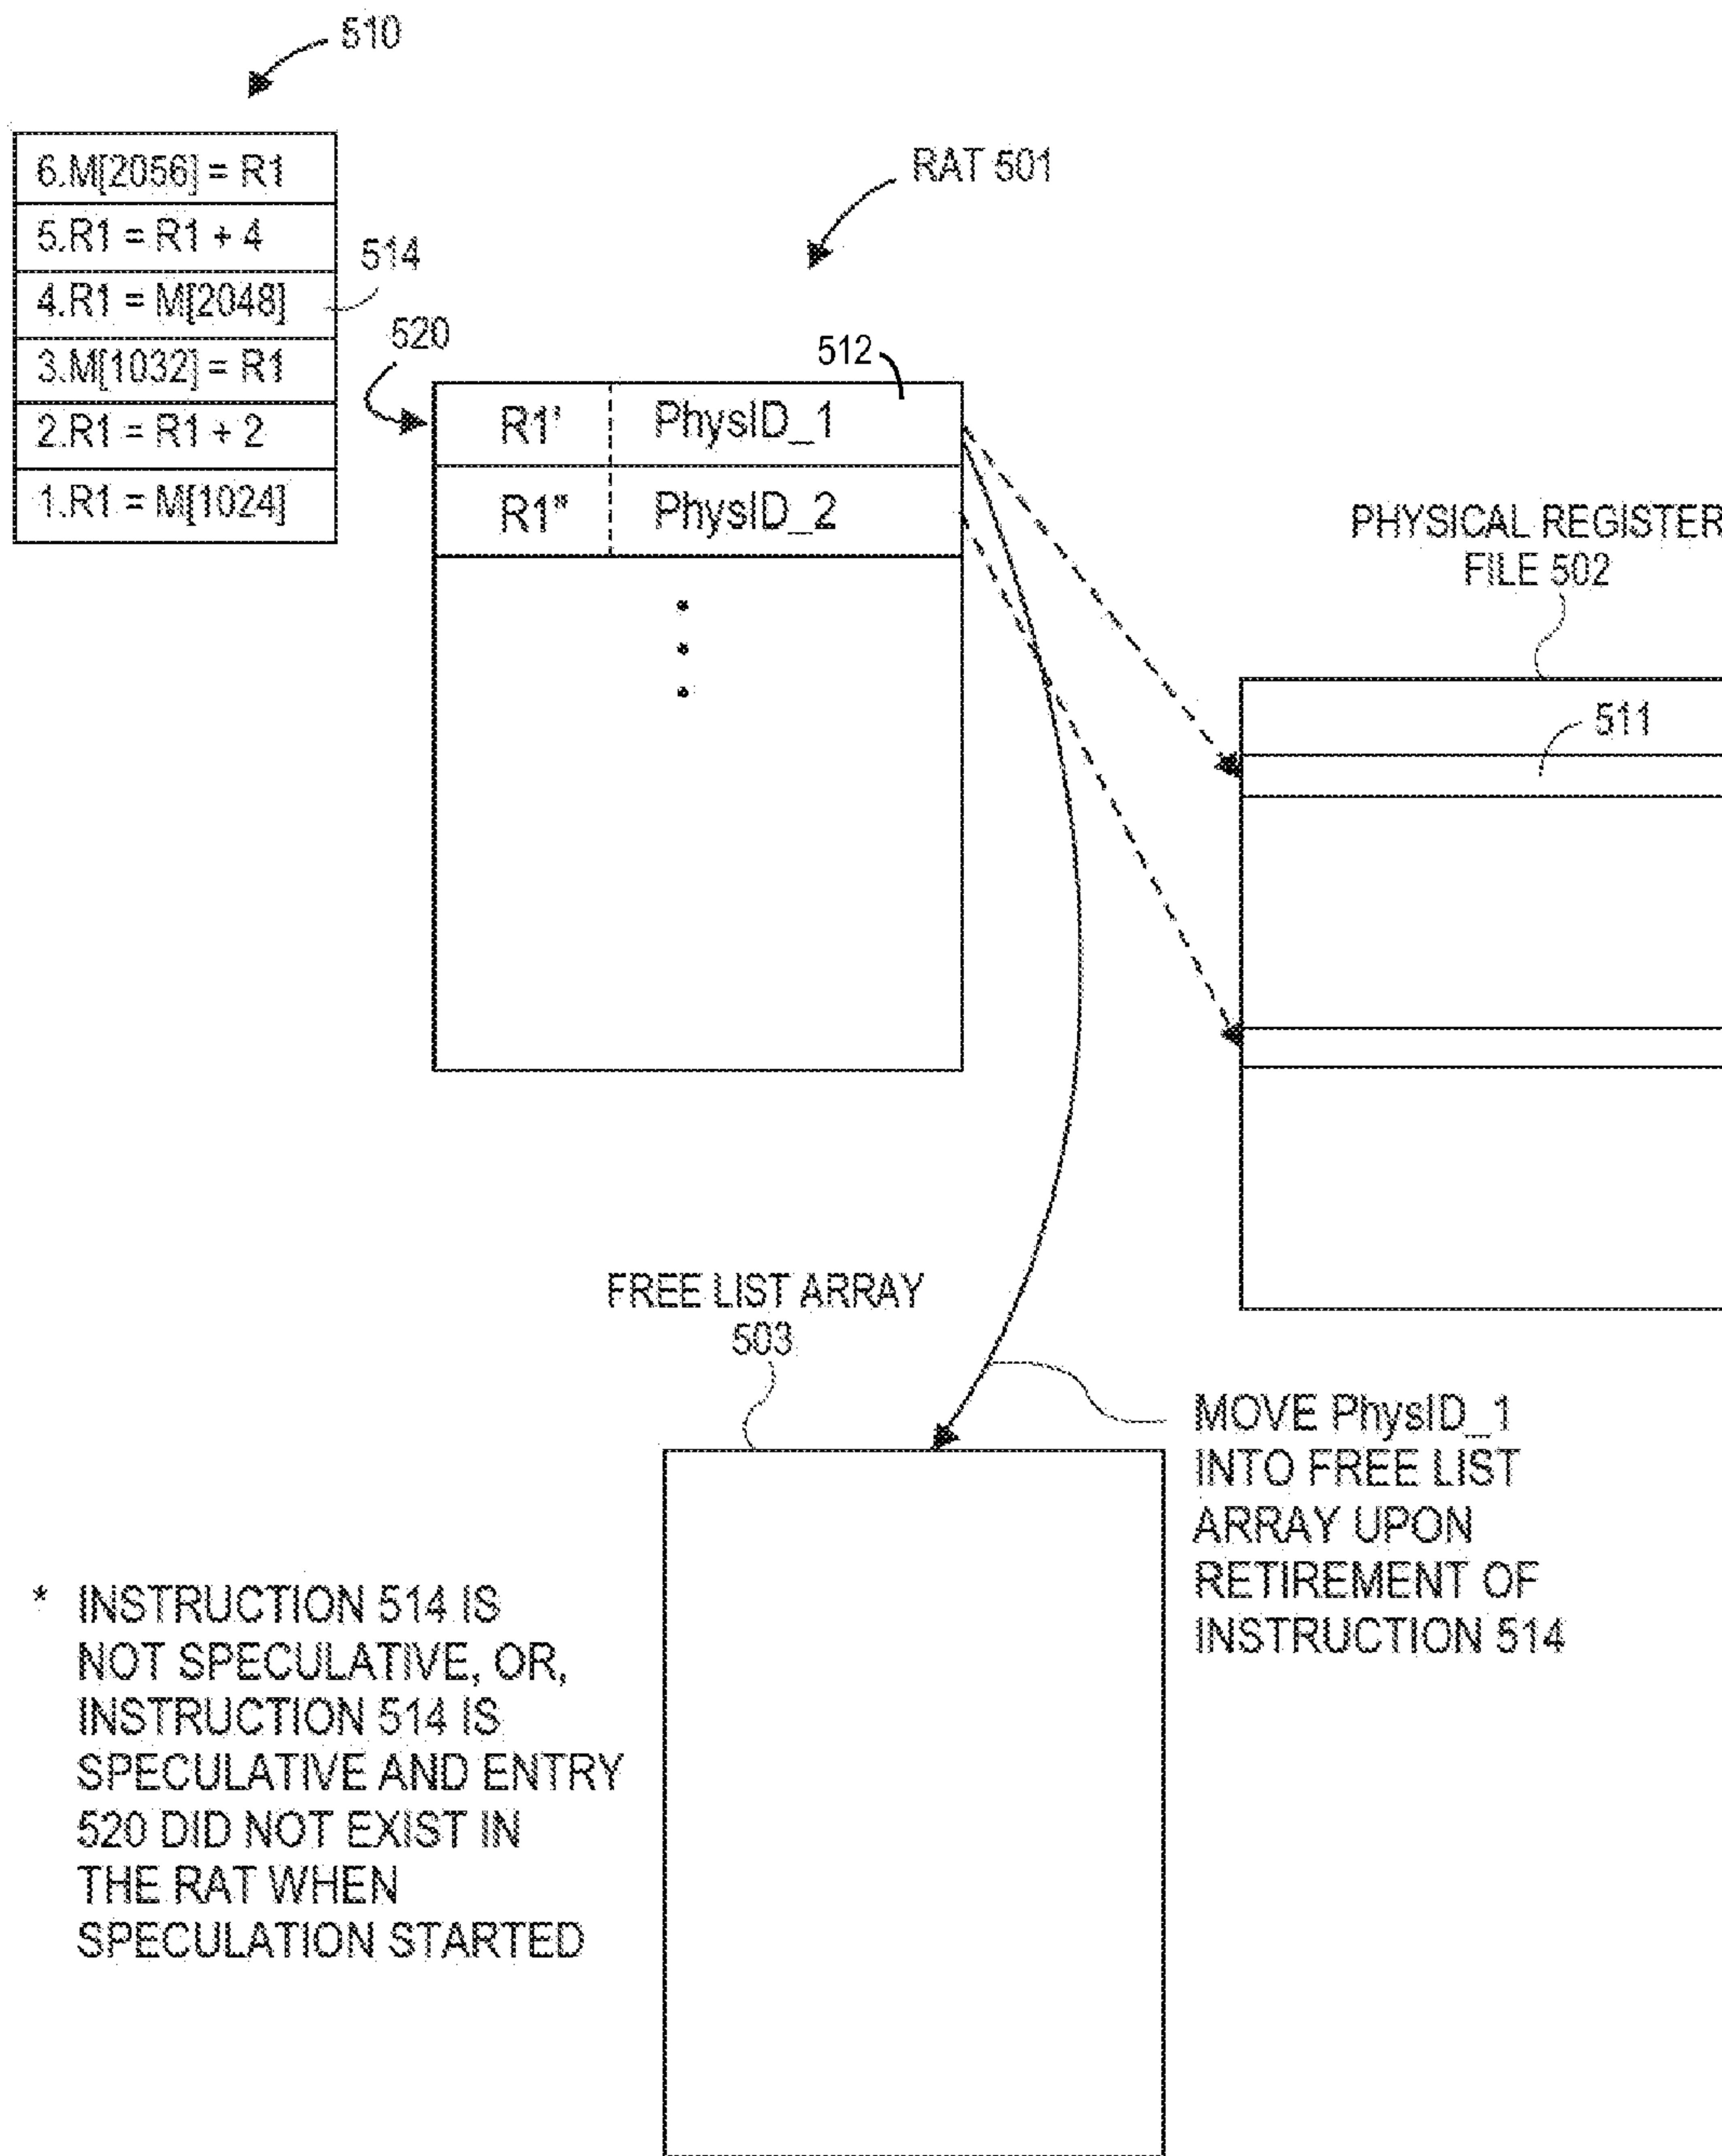 510
6.M[2056] = R1
5.R1 = R1 + 4
4.R1 = M[2048]
3.M[1032] = R1
2.R1 = R1 + 2
1.R1 = M[1024]
514
RAT 501
520
512
R1' PhysID_1
R1" PhysID_2
PHYSICAL REGISTER
FILE 502
511
FREE LIST ARRAY
503
MOVE PhysID_1
INTO FREE LIST
ARRAY UPON
RETIREMENT OF
INSTRUCTION 514
* INSTRUCTION 514 IS
NOT SPECULATIVE, OR,
INSTRUCTION 514 IS
SPECULATIVE AND ENTRY
520 DID NOT EXIST IN
THE RAT WHEN
SPECULATION STARTED